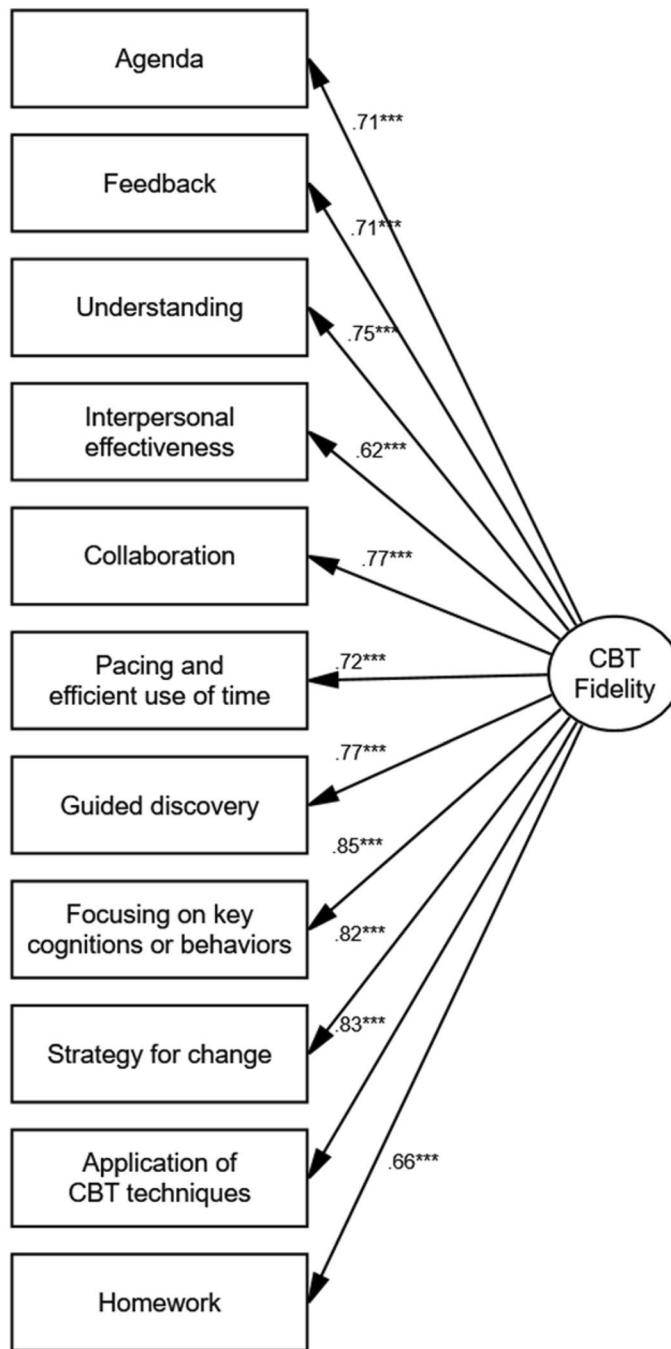 Agenda
.71***
Feedback
.71***
Understanding
.75***
Interpersonal
effectiveness
.62***
Collaboration
.77***
Pacing and
efficient use of time
.72***
CBT
Fidelity
Guided discovery
.77***
Focusing on key
cognitions or behaviors
.85***
Strategy for change
.82***
Application of
CBT techniques
.83***
Homework
.66***